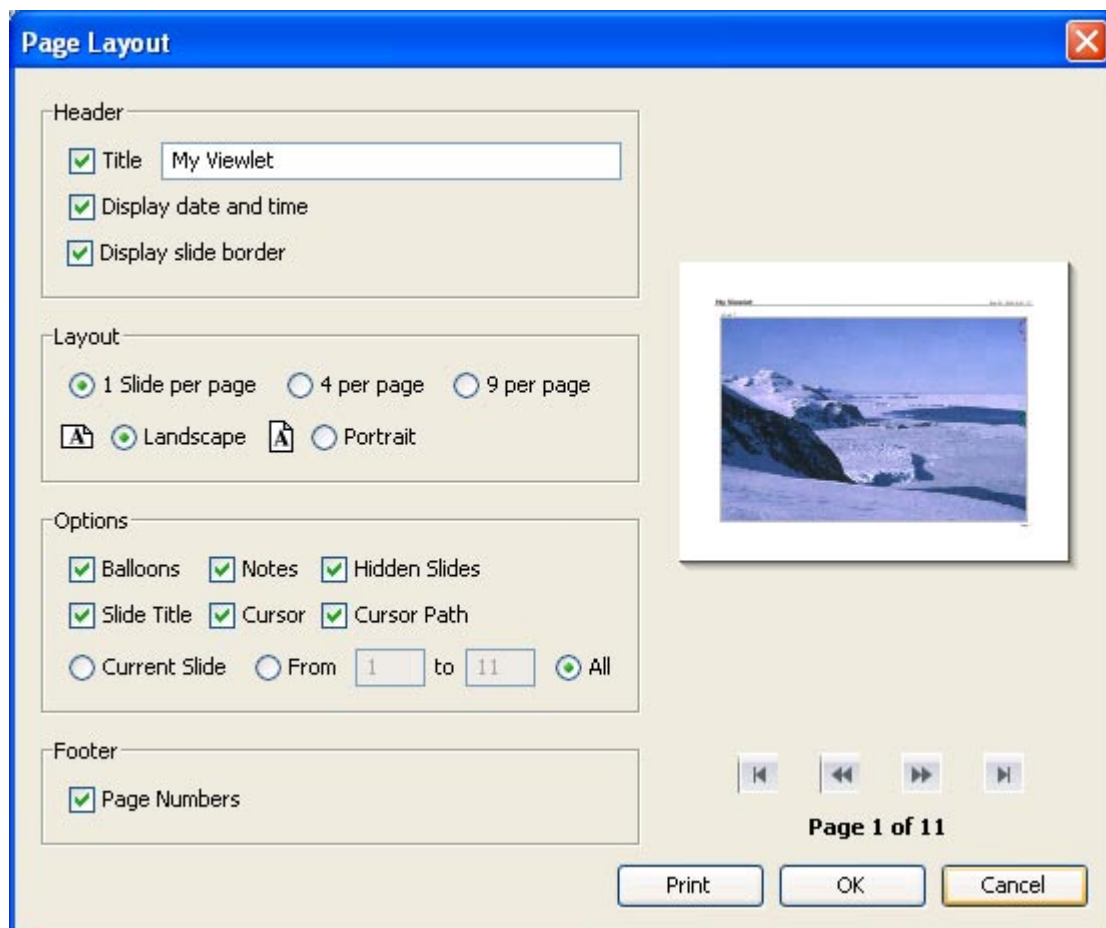 Page Layout
Header
Title My Viewlet
Display date and time
Display slide border
Layout
1 Slide per page 4 per page 9 per page
A Landscape A Portrait
Options
Balloons Notes Hidden Slides
Slide Title Cursor Cursor Path
Current Slide From 1 to 11 All
Footer
Page Numbers
My Viewlet
Page 1 of 11
Print OK Cancel